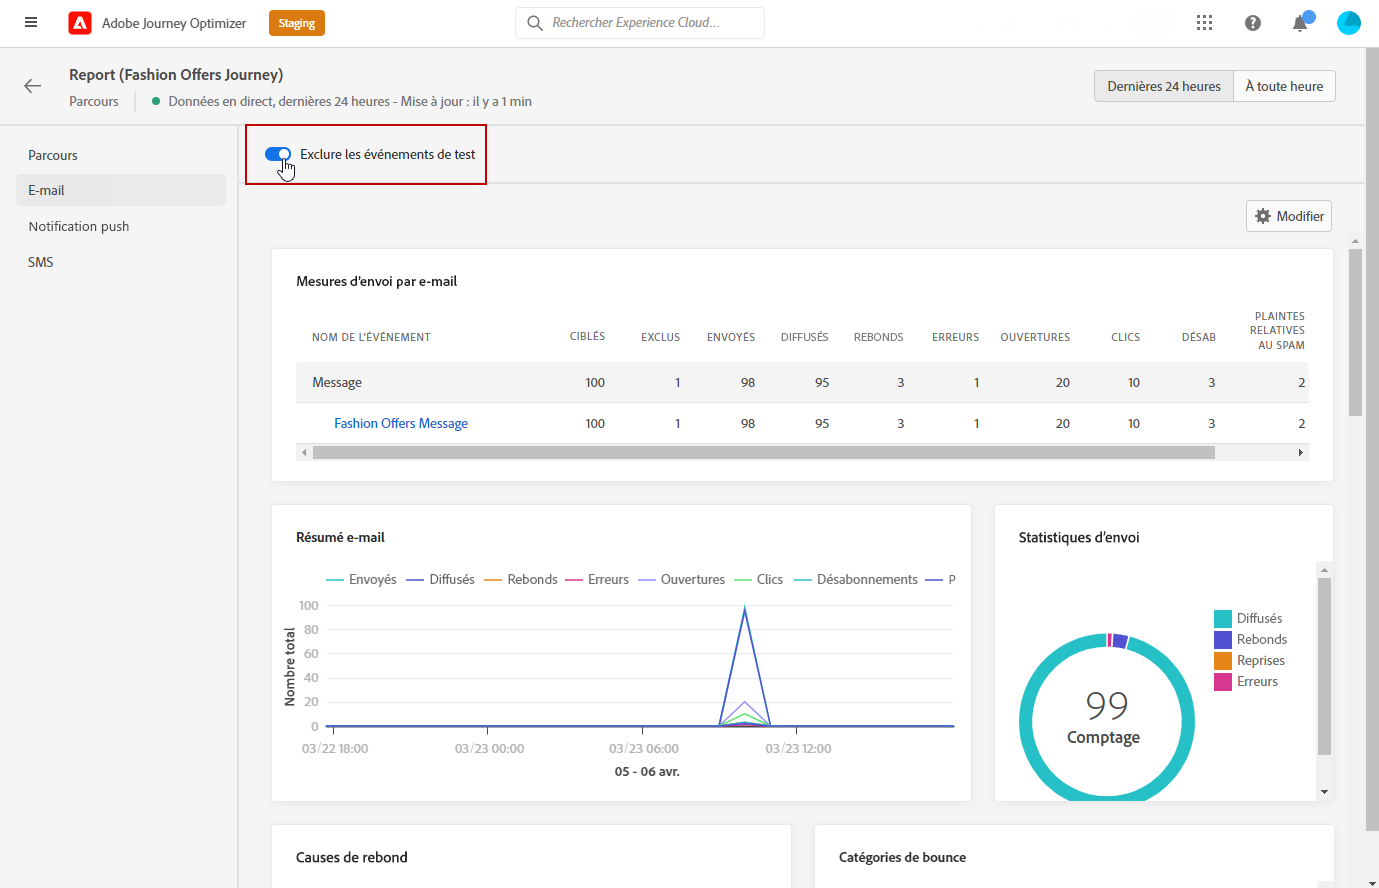 Adobe Journey Optimizer
Staging
Rechercher Experience Cloud...
Report (Fashion Offers Journey)
Parcours
Données en direct, dernières 24 heures - Mise à jour : il y a 1 min
Dernières 24 heures
À toute heure
Parcours
E-mail
Notification push
SMS
Exclure les événements de test
Modifier
Mesures d'envoi par e-mail
NOM DE L'ÉVÉNEMENT CIBLÉS EXCLUS ENVOYÉS DIFFUSÉS REBONDS ERREURS OUVERTURES CLICS DÉSAB PLAINTES RELATIVES AU SPAM
Message 100 1 98 95 3 1 20 10 3 2
Fashion Offers Message 100 1 98 95 3 1 20 10 3 2
Résumé e-mail
Envoyés Diffusés Rebonds Erreurs Ouvertures Clics Désabonnements P
Nombre total
100
80
60
40
20
0
03/22 18:00 03/23 00:00 03/23 06:00 03/23 12:00
05 - 06 avr.
Statistiques d'envoi
Diffusés
Rebonds
Reprises
Erreurs
99
Comptage
Causes de rebond
Catégories de bounce